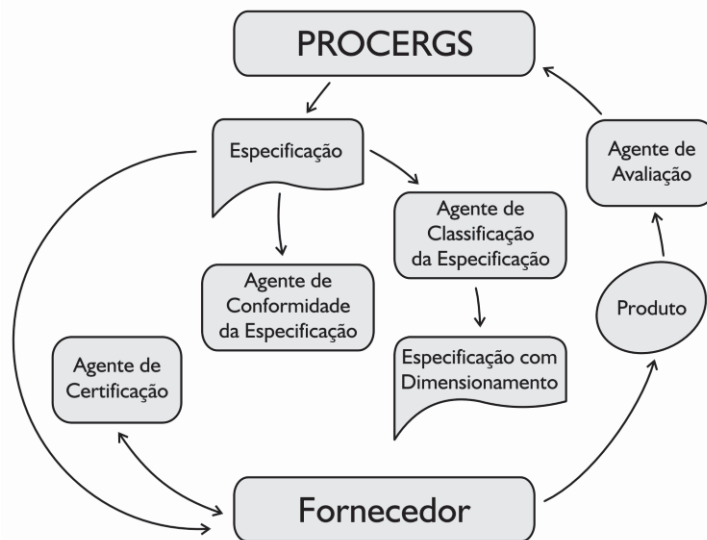 PROCERGS
Especificação
Agente de
Avaliação
Agente de
Classificação
da Especificação
Agente de
Conformidade
da Especificação
Produto
Agente de
Certificação
Especificação com
Dimensionamento
Fornecedor